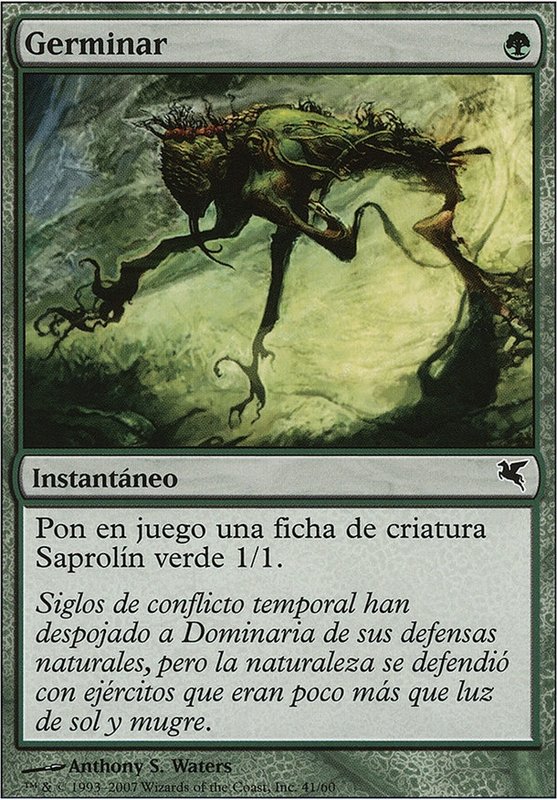 Germinar
Instantáneo
Pon en juego una ficha de criatura
Saprolín verde 1/1.
Siglos de conflicto temporal han
despojado a Dominaria de sus defensas
naturales, pero la naturaleza se defendió
con ejércitos que eran poco más que luz
de sol y mugre.
Anthony S. Waters
™ & © 1993–2007 Wizards of the Coast, Inc. 41/60